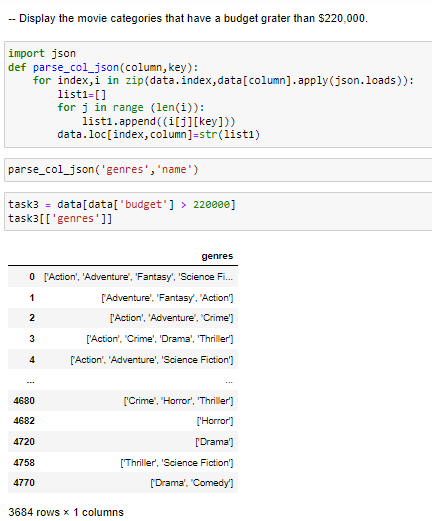 -- Display the movie categories that have a budget grater than $220,000.
import json
def parse_col_json(column,key):
    for index,i in zip(data.index,data[column].apply(json.loads)):
        list1=[]
        for j in range (len(i)):
            list1.append((i[j][key]))
        data.loc[index,column]=str(list1)
parse_col_json('genres','name')
task3 = data[data['budget'] > 220000]
task3[['genres']]
genres
0 ['Action', 'Adventure', 'Fantasy', 'Science Fi...
1 ['Adventure', 'Fantasy', 'Action']
2 ['Action', 'Adventure', 'Crime']
3 ['Action', 'Crime', 'Drama', 'Thriller']
4 ['Action', 'Adventure', 'Science Fiction']
... ...
4680 ['Crime', 'Horror', 'Thriller']
4682 ['Horror']
4720 ['Drama']
4758 ['Thriller', 'Science Fiction']
4770 ['Drama', 'Comedy']
3684 rows × 1 columns